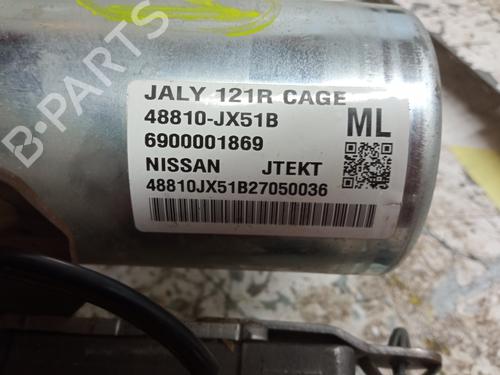 B-PARTS
JALY 121R CAGE
48810-JX51B
ML
6900001869
NISSAN JTEKT
48810JX51B27050036